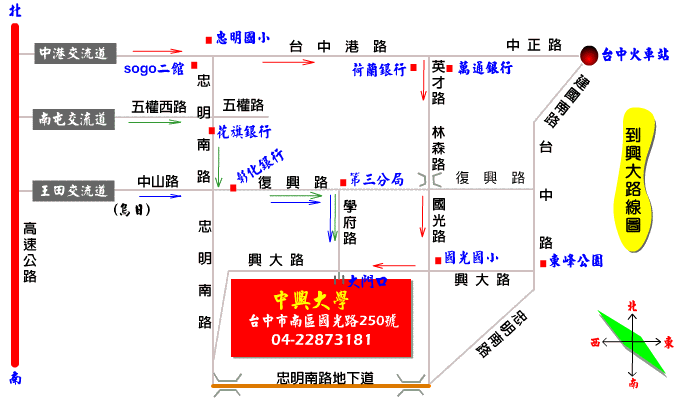 北
中港交流道
忠明國小
台中港路
中正路
台中火車站
sogo二館
荷蘭銀行
萬通銀行
英才路
建國南路
五權西路
五權路
南屯交流道
花旗銀行
忠明南路
林森路
台中路
到興大路線圖
彰化銀行
第三分局
王田交流道
中山路
復興路
復興路
(烏日)
學府路
國光路
高速公路
忠明南路
興大路
國光國小
興大路
東峰公園
大門口
中興大學
台中市南區國光路250號
04-22873181
忠明南路
忠明南路地下道
南
北
西
東
南